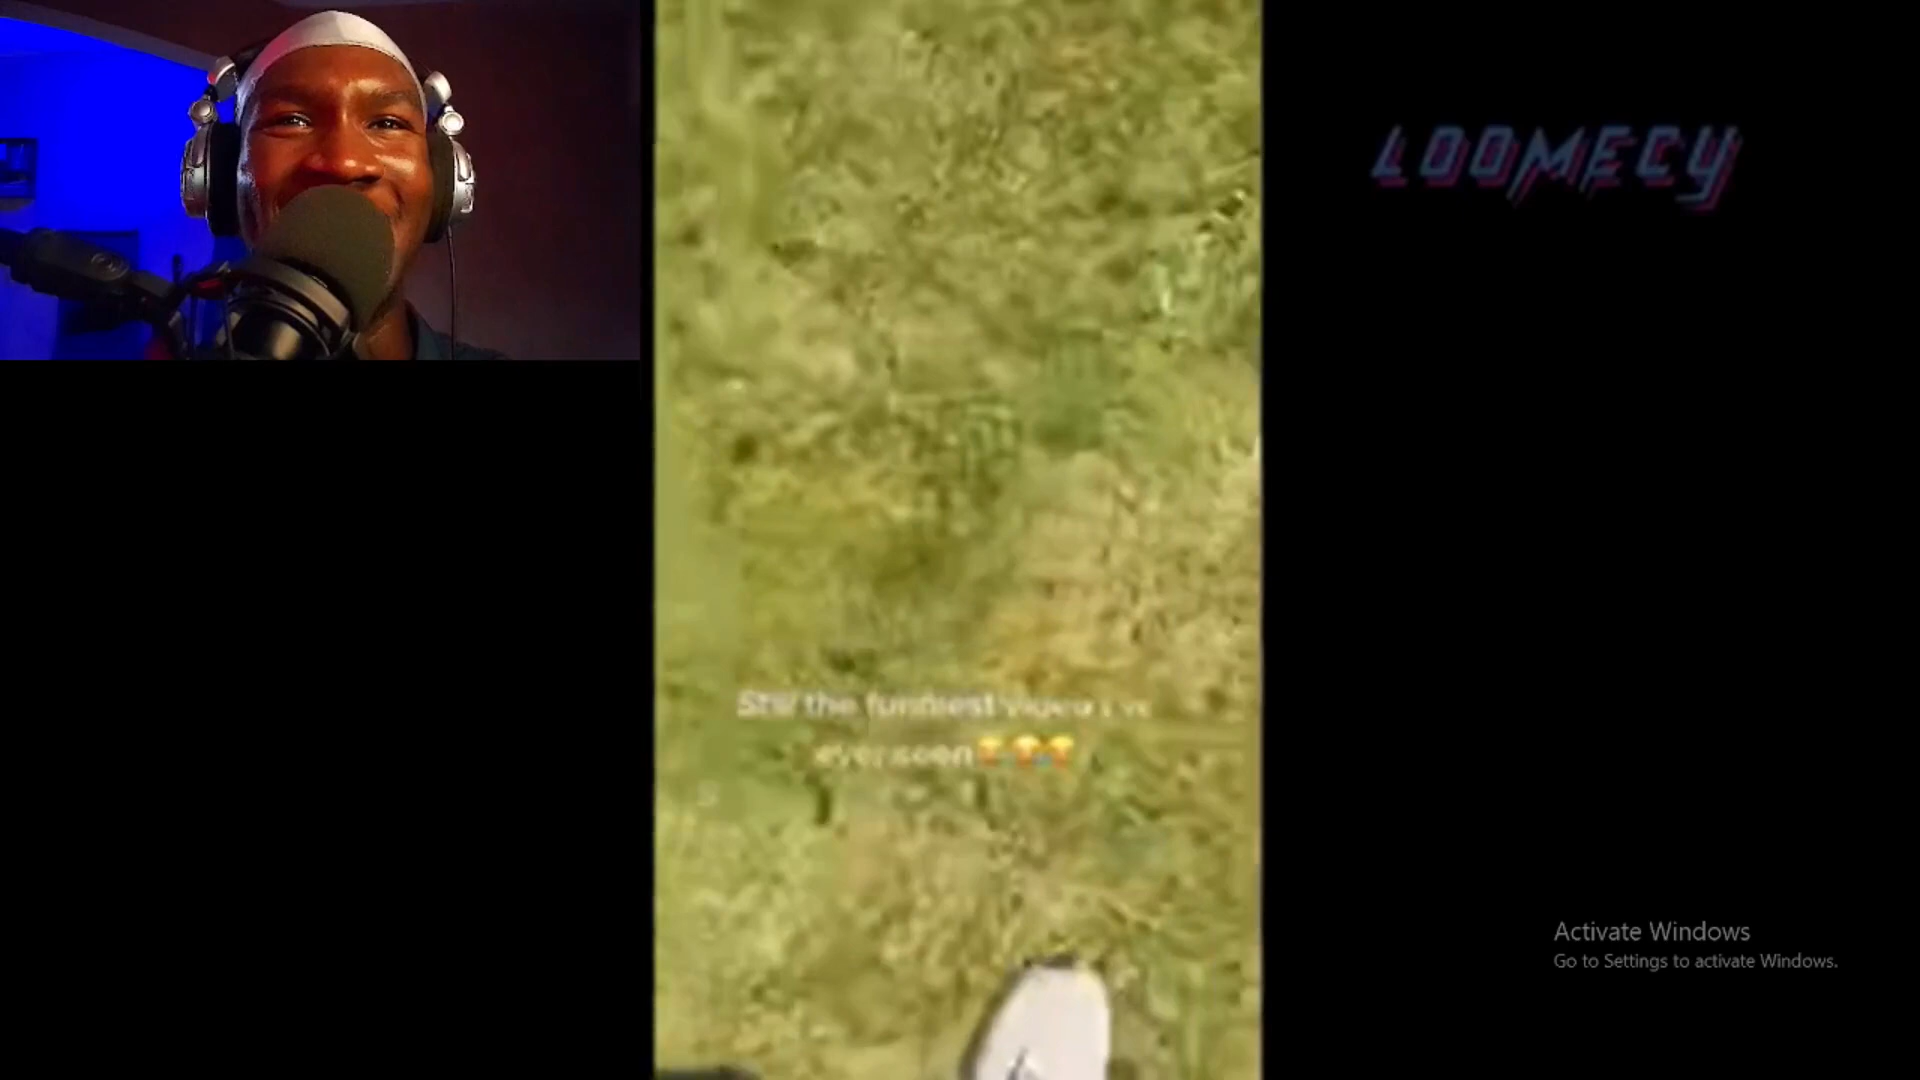 LOOMECY
Still the funniest video I've
ever seen😭😭😭
Activate Windows
Go to Settings to activate Windows.